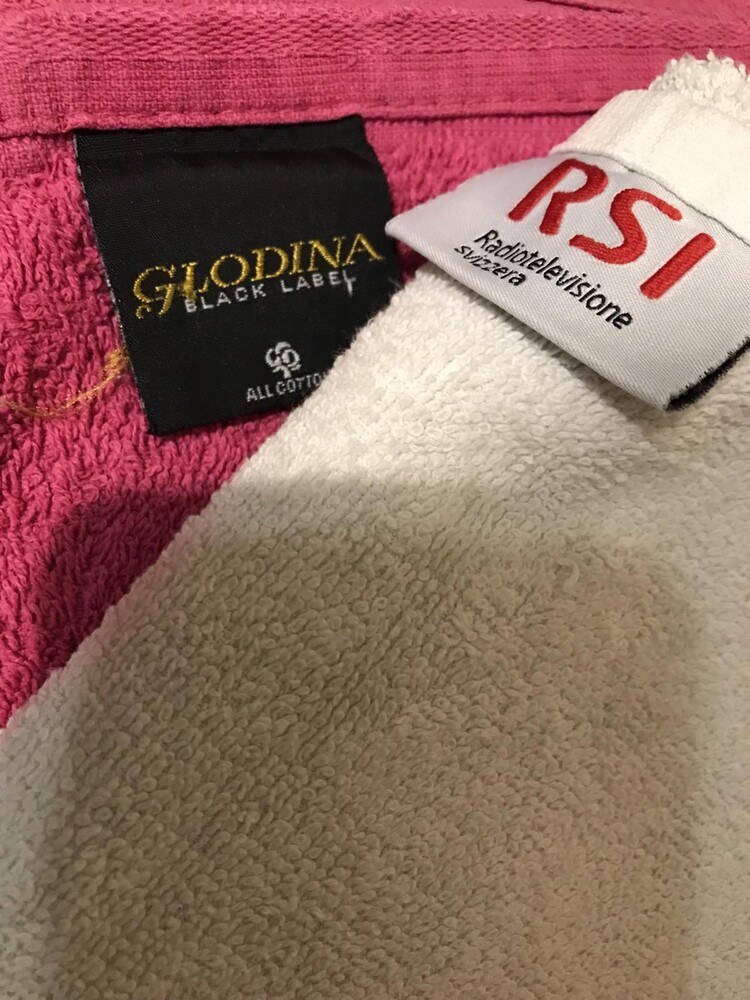 GLODINA
BLACK LABEL
ALL COTTON
RSI
Radiotelevisione
svizzera